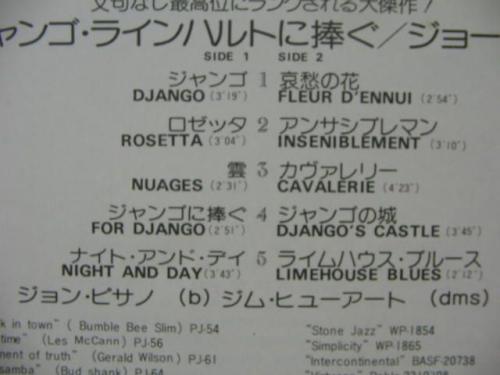 文句なし最高位にランクされる大傑作!
ャンゴ・ラインハルトに捧ぐ/ジョー
SIDE 1 SIDE 2
ジャンゴ 1 哀愁の花
DJANGO (3'19") FLEUR D'ENNUI (2'54")
ロゼッタ 2 アンサンシブレマン
ROSETTA (3'04") INSENIBLEMENT (3'10")
雲 3 カヴァレリー
NUAGES (2'31") CAVALERIE (4'23")
ジャンゴに捧ぐ 4 ジャンゴの城
FOR DJANGO (2'51") DJANGO'S CASTLE (3'45")
ナイト・アンド・デイ 5 ライムハウス・ブルース
NIGHT AND DAY (3'43") LIMEHOUSE BLUES (2'12")
ジョン・ピサノ (b) ジム・ヒューアート (dms)
k in town" ( Bumble Bee Slim) PJ-54 "Stone Jazz" WP-1854
time" (Les McCann) PJ-56 "Simplicity" WP-1865
ment of truth" (Gerald Wilson) PJ-61 "Intercontinental" BASF-20738
samba" (Bud shank) PJ-64